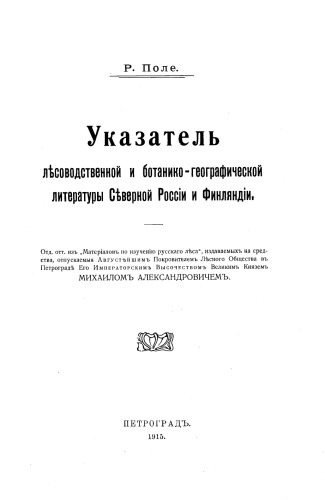 Р. Поле.
Указатель
лѣсоводственной и ботанико-географической
литературы Сѣверной Россіи и Финляндіи.
Отд. отт. изъ „Матеріаловъ по изученію русскаго лѣса“, издаваемыхъ на сред-
ства, отпускаемыя Августѣйшимъ Покровителемъ Лѣсного Общества въ
Петроградѣ Его Императорскимъ Высочествомъ Великимъ Княземъ
МИХАИЛОМЪ АЛЕКСАНДРОВИЧЕМЪ.
ПЕТРОГРАДЪ.
1915.